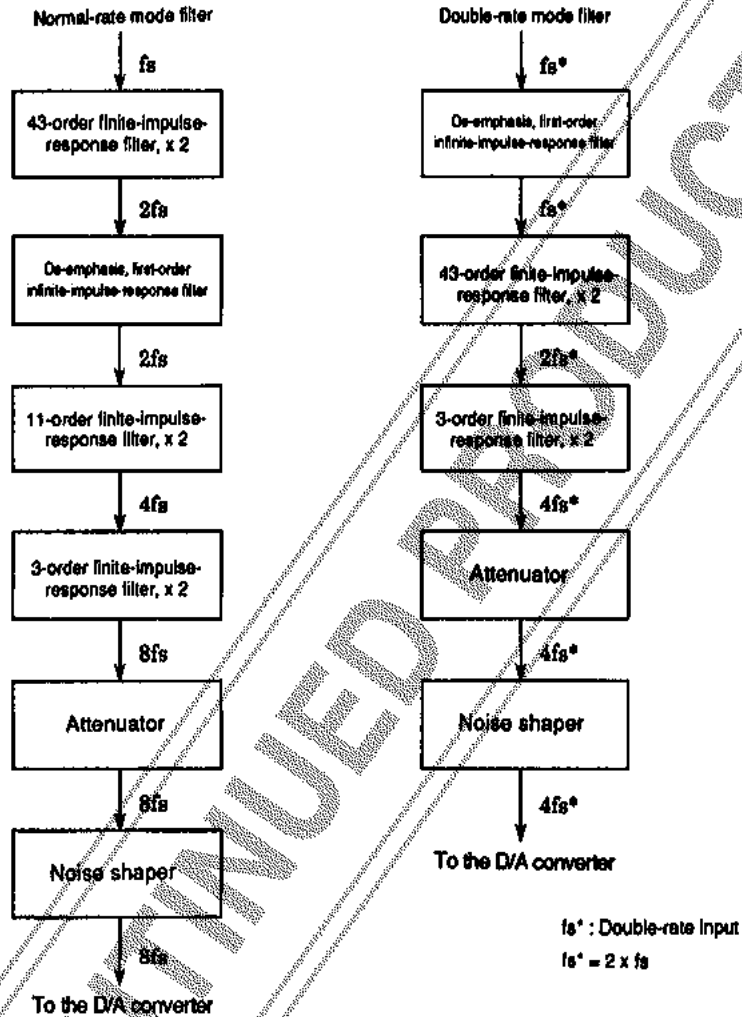 Normal-rate mode filter
fs
43-order finite-impulse-
response filter, x 2
2fs
De-emphasis, first-order
infinite-impulse-response filter
2fs
11-order finite-impulse-
response filter, x 2
4fs
3-order finite-impulse-
response filter, x 2
8fs
Attenuator
8fs
Noise shaper
8fs
To the D/A converter
Double-rate mode filter
fs*
De-emphasis, first-order
infinite-impulse-response filter
fs*
43-order finite-impulse-
response filter, x 2
2fs*
3-order finite-impulse-
response filter, x 2
4fs*
Attenuator
4fs*
Noise shaper
4fs*
To the D/A converter
fs* : Double-rate input
fs* = 2 x fs
TINUED PRODUCT